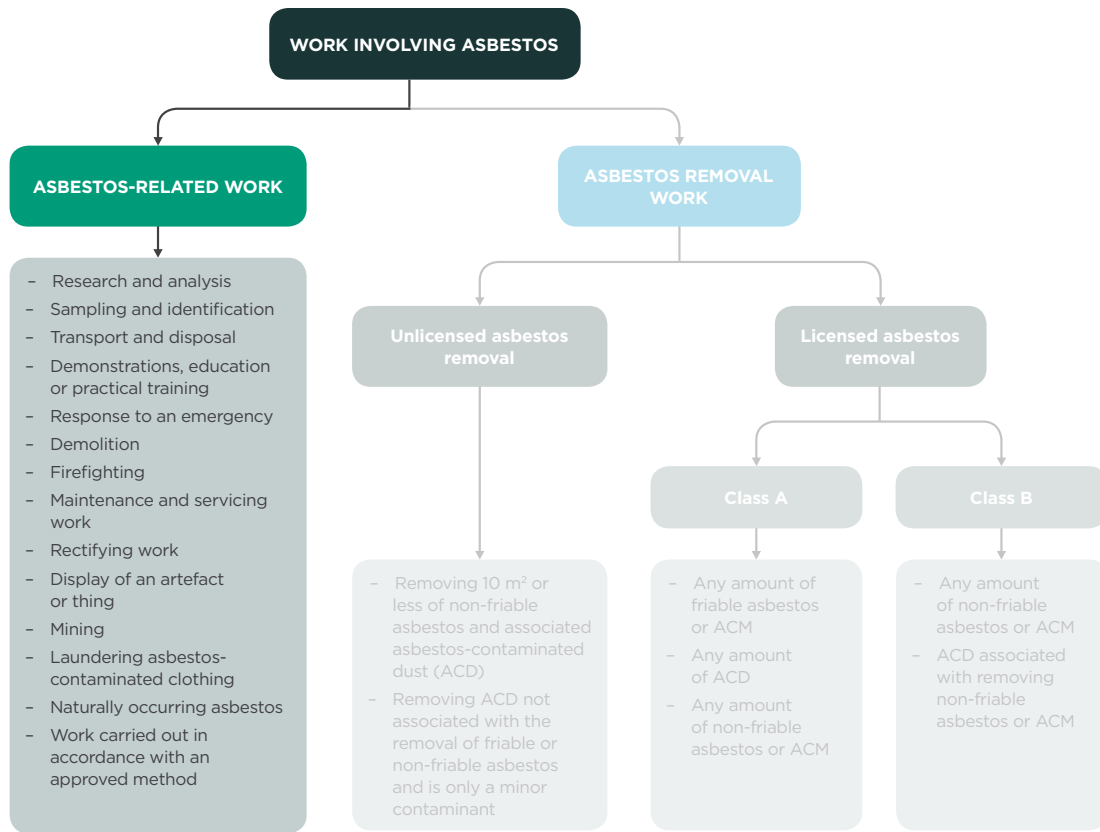 WORK INVOLVING ASBESTOS
ASBESTOS-RELATED WORK
– Research and analysis
– Sampling and identification
– Transport and disposal
– Demonstrations, education
or practical training
– Response to an emergency
– Demolition
– Firefighting
– Maintenance and servicing
work
– Rectifying work
– Display of an artefact
or thing
– Mining
– Laundering asbestos-
contaminated clothing
– Naturally occurring asbestos
– Work carried out in
accordance with an
approved method
ASBESTOS REMOVAL
WORK
Unlicensed asbestos
removal
– Removing 10 m² or
less of non-friable
asbestos and associated
asbestos-contaminated
dust (ACD)
– Removing ACD not
associated with the
removal of friable or
non-friable asbestos
and is only a minor
contaminant
Licensed asbestos
removal
Class A
– Any amount of
friable asbestos
or ACM
– Any amount
of ACD
– Any amount
of non-friable
asbestos or ACM
Class B
– Any amount
of non-friable
asbestos or ACM
– ACD associated
with removing
non-friable
asbestos or ACM